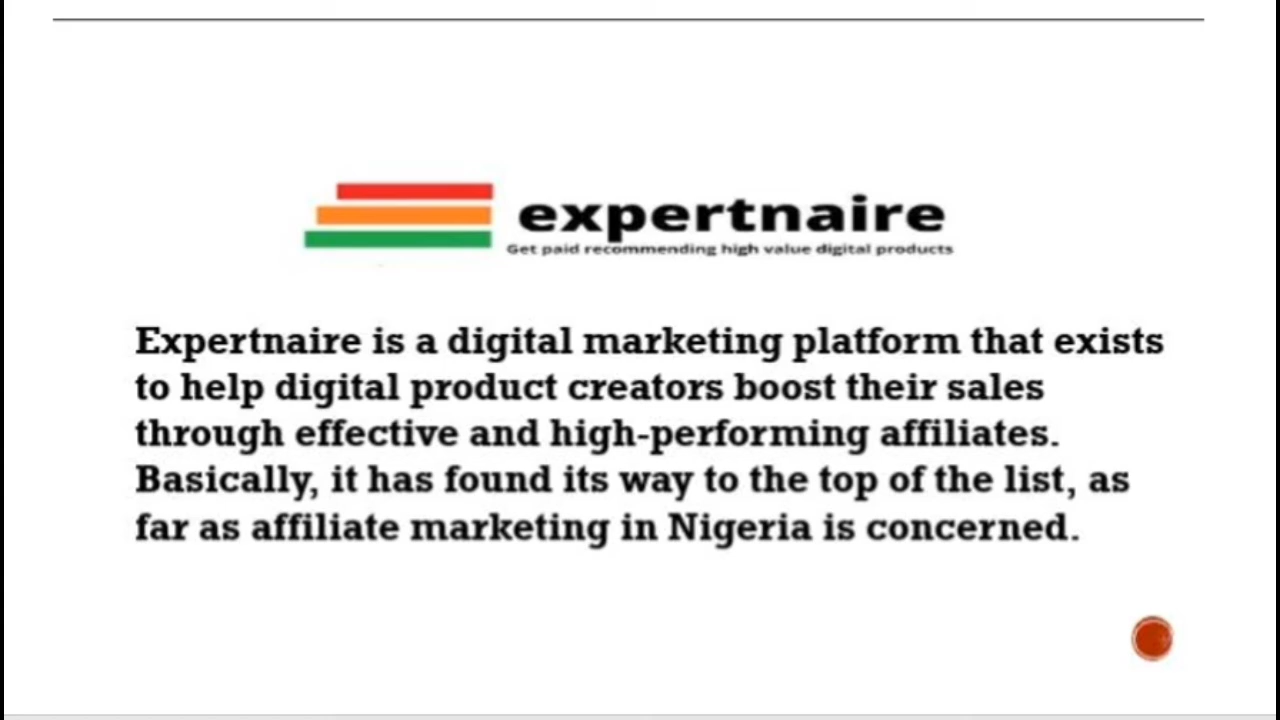 expertnaire
Get paid recommending high value digital products
Expertnaire is a digital marketing platform that exists
to help digital product creators boost their sales
through effective and high-performing affiliates.
Basically, it has found its way to the top of the list, as
far as affiliate marketing in Nigeria is concerned.